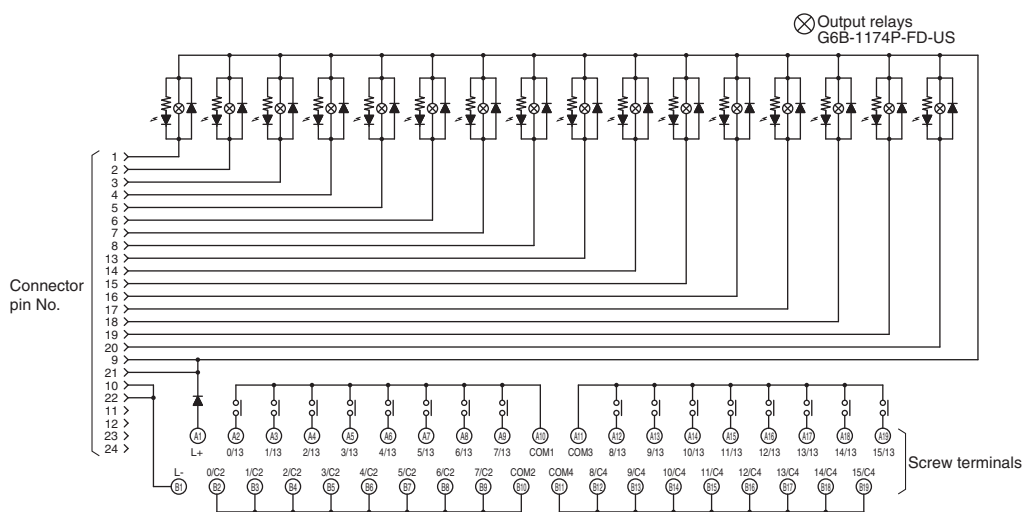 Output relays
G6B-1174P-FD-US
Connector
pin No.
1
2
3
4
5
6
7
8
13
14
15
16
17
18
19
20
9
21
10
22
11
12
23
24
A1 A2 A3 A4 A5 A6 A7 A8 A9 A10 A11 A12 A13 A14 A15 A16 A17 A18 A19
L+ 0/13 1/13 2/13 3/13 4/13 5/13 6/13 7/13 COM1 COM3 8/13 9/13 10/13 11/13 12/13 13/13 14/13 15/13
Screw terminals
L- 0/C2 1/C2 2/C2 3/C2 4/C2 5/C2 6/C2 7/C2 COM2 COM4 8/C4 9/C4 10/C4 11/C4 12/C4 13/C4 14/C4 15/C4
B1 B2 B3 B4 B5 B6 B7 B8 B9 B10 B11 B12 B13 B14 B15 B16 B17 B18 B19